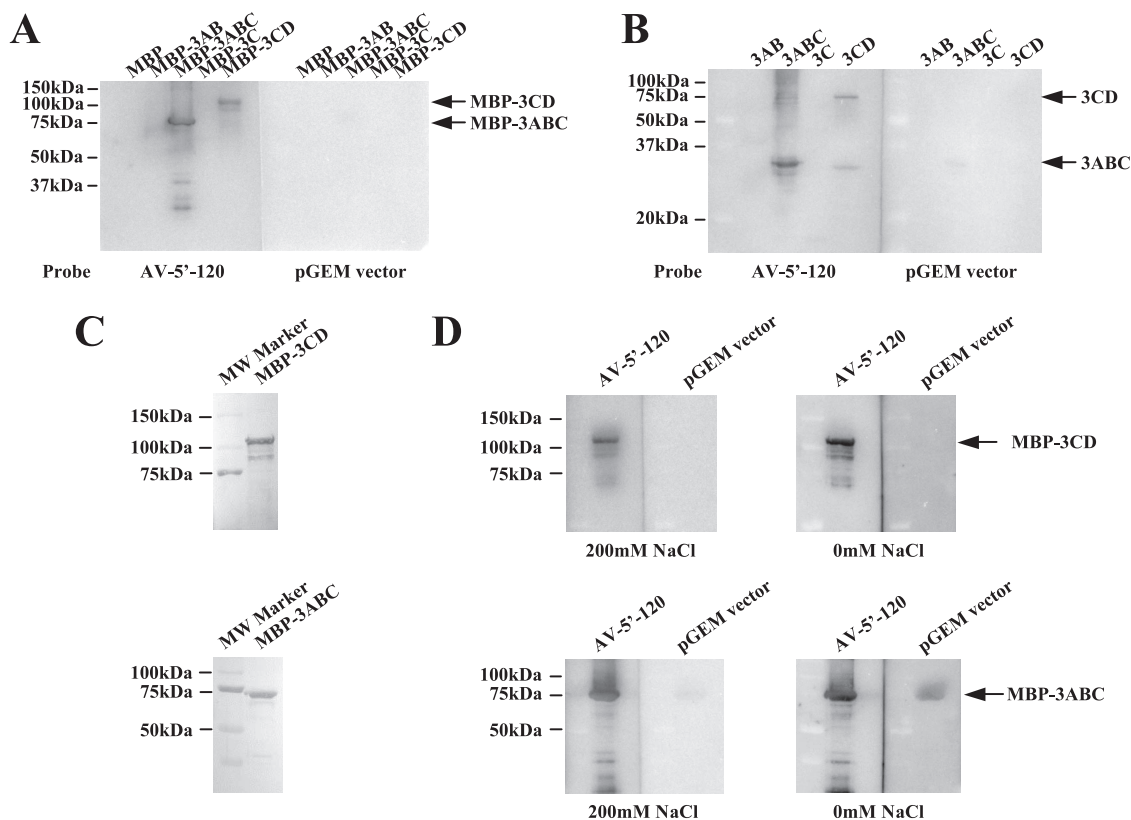 A
MBP
MBP-3AB
MBP-3ABC
MBP-3C
MBP-3CD
MBP
MBP-3AB
MBP-3ABC
MBP-3C
MBP-3CD
150kDa
100kDa
75kDa
50kDa
37kDa
MBP-3CD
MBP-3ABC
Probe AV-5'-120 pGEM vector
B
3AB
3ABC
3C
3CD
3AB
3ABC
3C
3CD
100kDa
75kDa
50kDa
37kDa
20kDa
3CD
3ABC
Probe AV-5'-120 pGEM vector
C
MW Marker
MBP-3CD
150kDa
100kDa
75kDa
MW Marker
MBP-3ABC
100kDa
75kDa
50kDa
D
AV-5'-120
pGEM vector
AV-5'-120
pGEM vector
150kDa
100kDa
75kDa
MBP-3CD
200mM NaCl
0mM NaCl
AV-5'-120
pGEM vector
AV-5'-120
pGEM vector
100kDa
75kDa
50kDa
MBP-3ABC
200mM NaCl
0mM NaCl